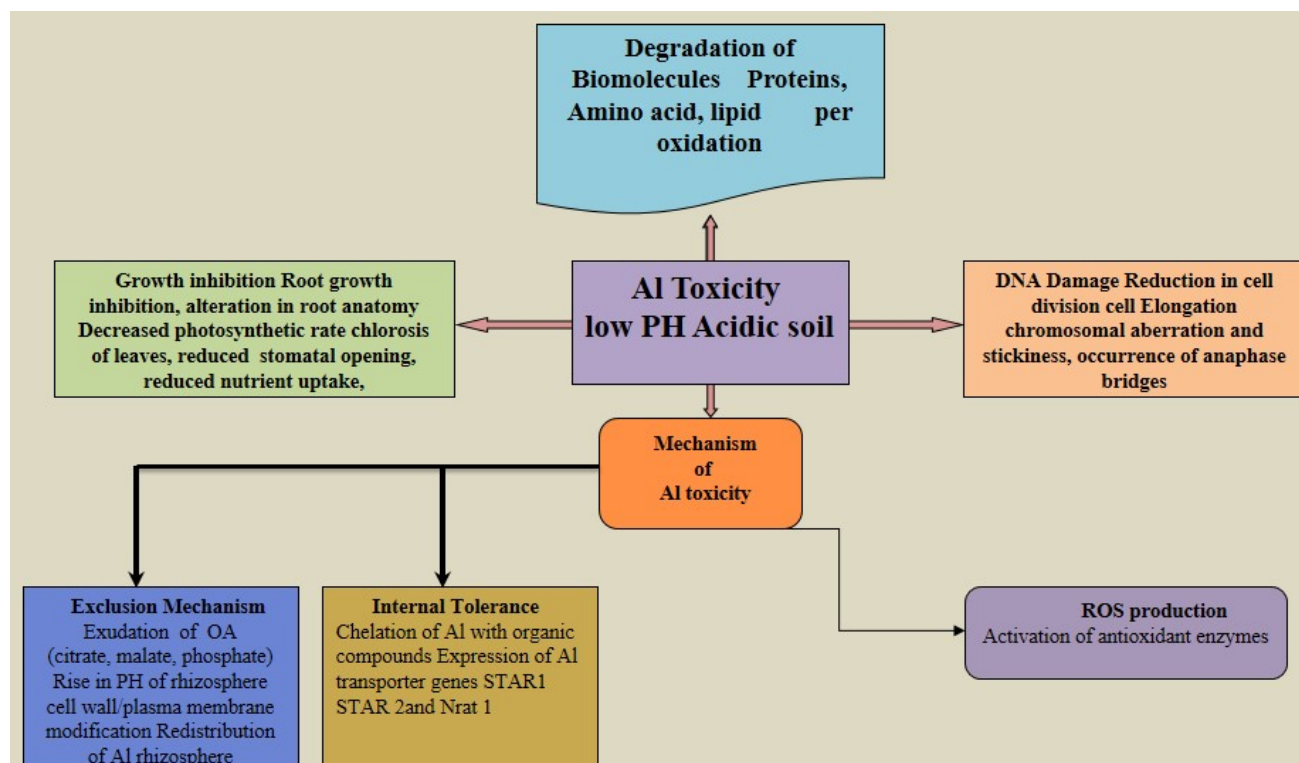 Degradation of
Biomolecules Proteins,
Amino acid, lipid per
oxidation
Growth inhibition Root growth
inhibition, alteration in root anatomy
Decreased photosynthetic rate chlorosis
of leaves, reduced stomatal opening,
reduced nutrient uptake,
Al Toxicity
low PH Acidic soil
DNA Damage Reduction in cell
division cell Elongation
chromosomal aberration and
stickiness, occurrence of anaphase
bridges
Mechanism
of
Al toxicity
Exclusion Mechanism
Exudation of OA
(citrate, malate, phosphate)
Rise in PH of rhizosphere
cell wall/plasma membrane
modification Redistribution
of Al rhizosphere
Internal Tolerance
Chelation of Al with organic
compounds Expression of Al
transporter genes STAR1
STAR 2and Nrat 1
ROS production
Activation of antioxidant enzymes